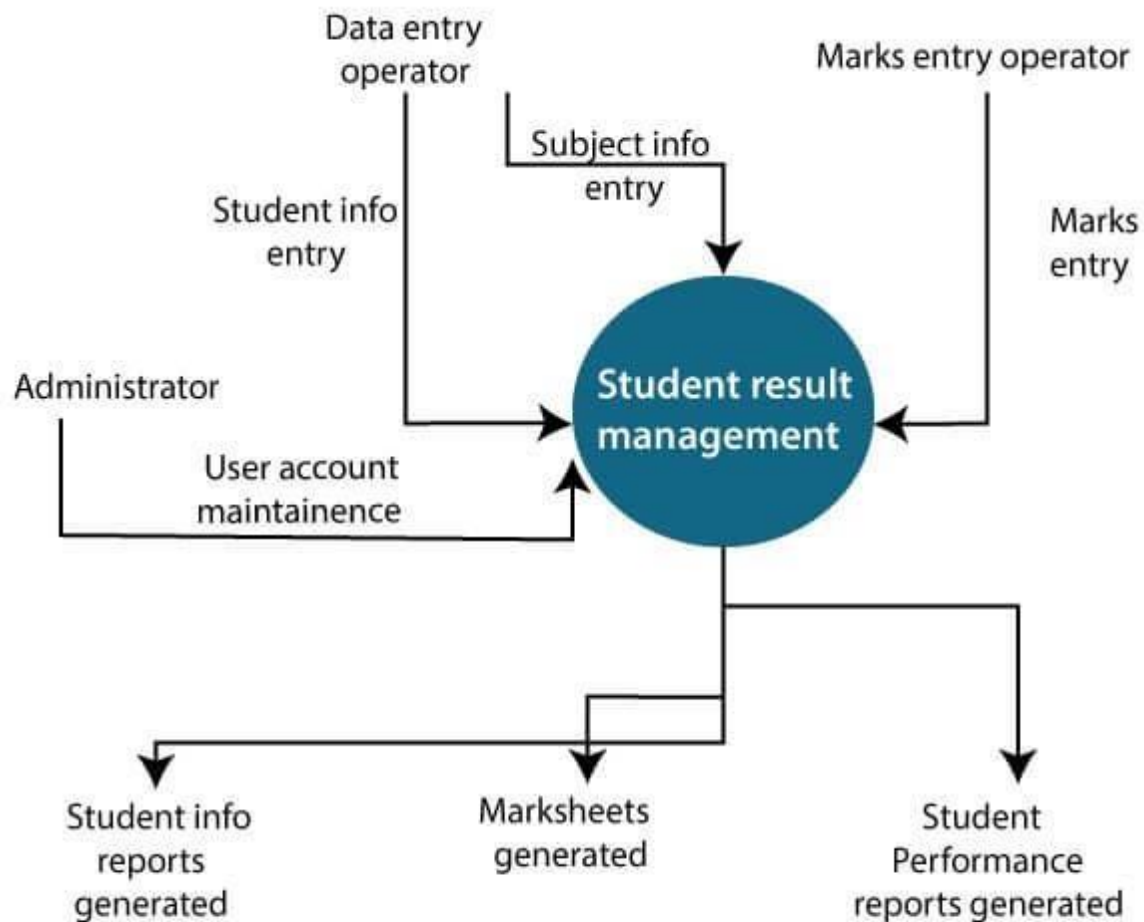 Data entry
operator
Marks entry operator
Subject info
entry
Student info
entry
Marks
entry
Administrator
Student result
management
User account
maintainence
Student info
reports
generated
Marksheets
generated
Student
Performance
reports generated